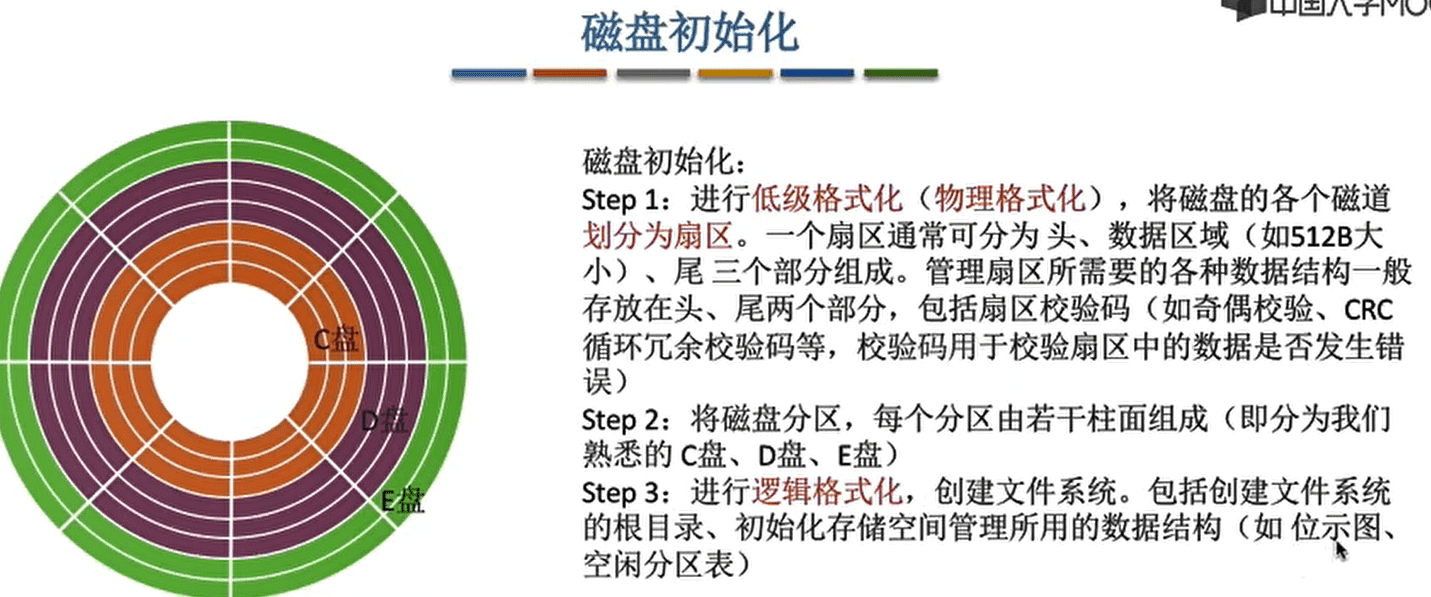 中国大学MOO
磁盘初始化
磁盘初始化：
Step 1：进行低级格式化（物理格式化），将磁盘的各个磁道
划分为扇区。一个扇区通常可分为 头、数据区域（如512B大
小）、尾 三个部分组成。管理扇区所需要的各种数据结构一般
存放在头、尾两个部分，包括扇区校验码（如奇偶校验、CRC
循环冗余校验码等，校验码用于校验扇区中的数据是否发生错
误）
Step 2：将磁盘分区，每个分区由若干柱面组成（即分为我们
熟悉的 C盘、D盘、E盘）
Step 3：进行逻辑格式化，创建文件系统。包括创建文件系统
的根目录、初始化存储空间管理所用的数据结构（如 位示图、
空闲分区表）
C盘
D盘
E盘